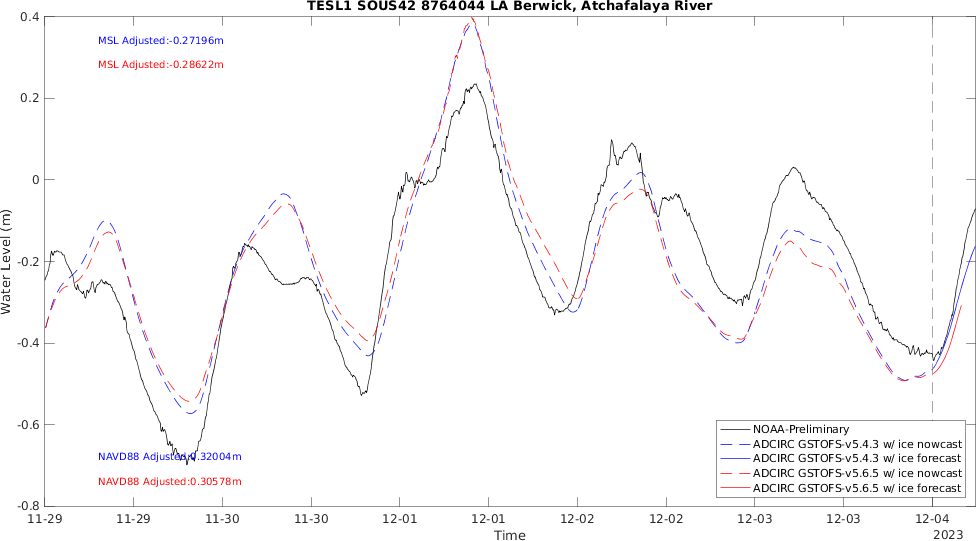 TESL1 SOUS42 8764044 LA Berwick, Atchafalaya River
0.4
0.2
0
-0.2
-0.4
-0.6
-0.8
Water Level (m)
MSL Adjusted:-0.27196m
MSL Adjusted:-0.28622m
NAVD88 Adjusted:0.32004m
NAVD88 Adjusted:0.30578m
NOAA-Preliminary
ADCIRC GSTOFS-v5.4.3 w/ ice nowcast
ADCIRC GSTOFS-v5.4.3 w/ ice forecast
ADCIRC GSTOFS-v5.6.5 w/ ice nowcast
ADCIRC GSTOFS-v5.6.5 w/ ice forecast
11-29 11-29 11-30 11-30 12-01 12-01 12-02 12-02 12-03 12-03 12-04
Time
2023